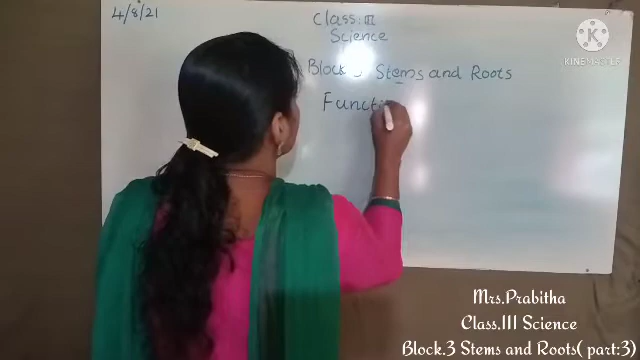 4/8/21
Class: III
Science
KINEMASTER
Block 3 Stems and Roots
Functi
Mrs.Prabitha
Class.III Science
Block.3 Stems and Roots( part:3)